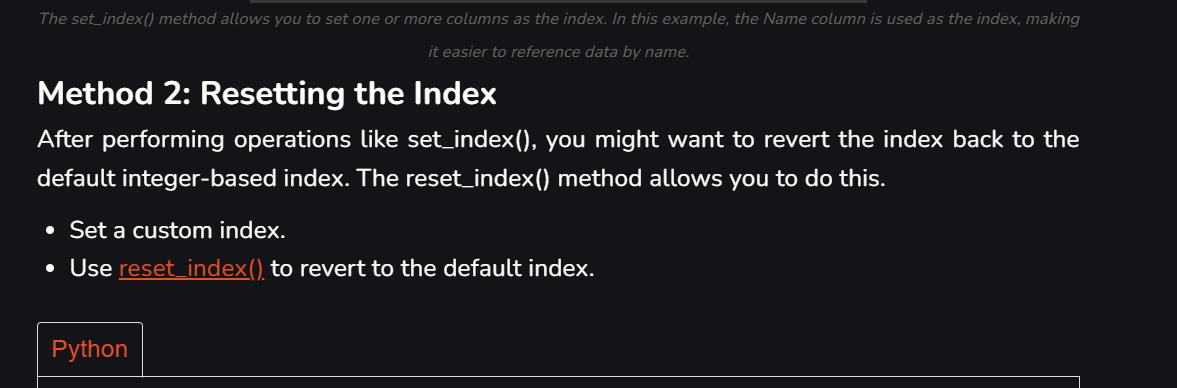 The set_index() method allows you to set one or more columns as the index. In this example, the Name column is used as the index, making
it easier to reference data by name.
Method 2: Resetting the Index
After performing operations like set_index(), you might want to revert the index back to the
default integer-based index. The reset_index() method allows you to do this.
• Set a custom index.
• Use reset_index() to revert to the default index.
Python